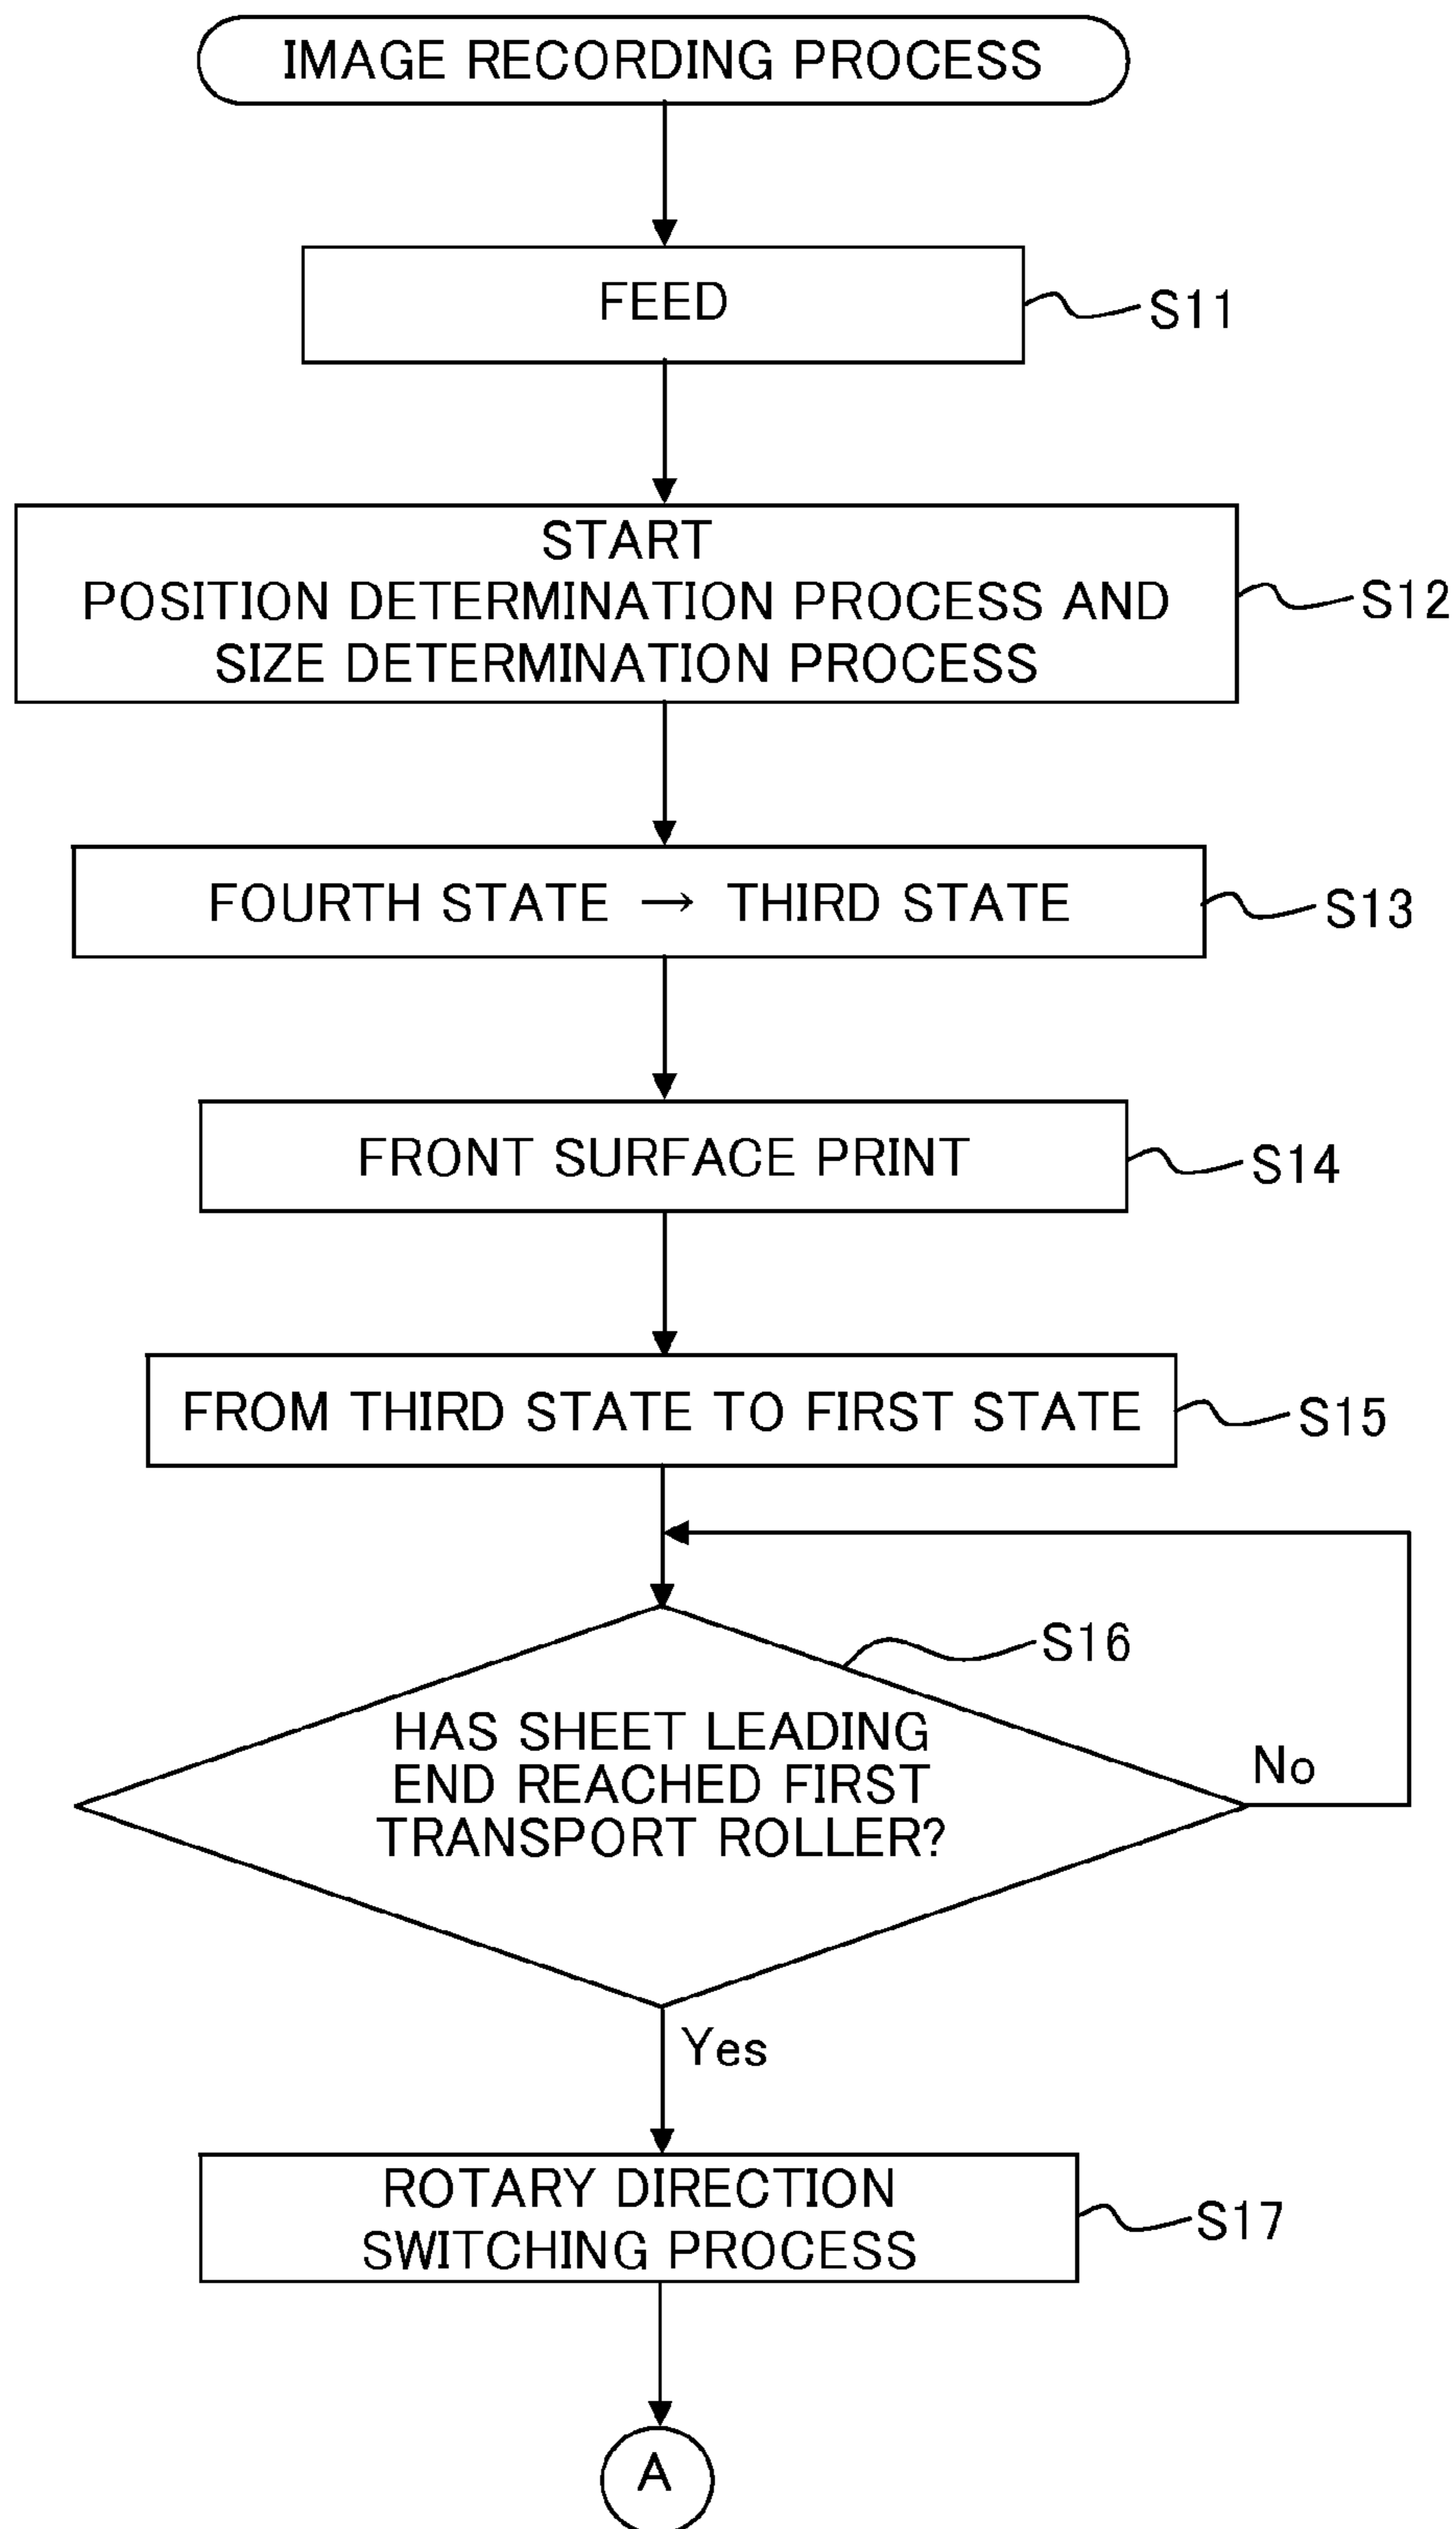 IMAGE RECORDING PROCESS
FEED
S11
START
POSITION DETERMINATION PROCESS AND
SIZE DETERMINATION PROCESS
S12
FOURTH STATE → THIRD STATE
S13
FRONT SURFACE PRINT
S14
FROM THIRD STATE TO FIRST STATE
S15
S16
HAS SHEET LEADING
END REACHED FIRST
TRANSPORT ROLLER?
No
Yes
ROTARY DIRECTION
SWITCHING PROCESS
S17
A